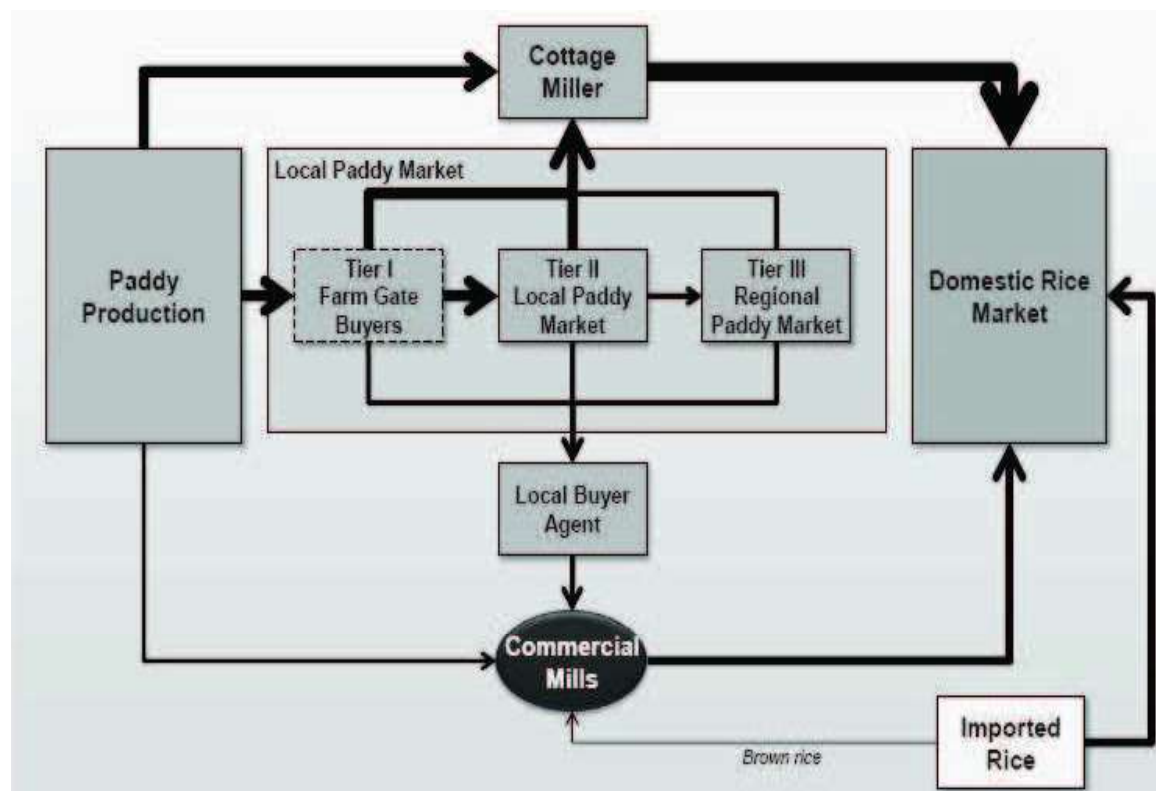 Cottage
Miller
Local Paddy Market
Paddy
Production
Tier I
Farm Gate
Buyers
Tier II
Local Paddy
Market
Tier III
Regional
Paddy Market
Domestic Rice
Market
Local Buyer
Agent
Commercial
Mills
Imported
Rice
Brown rice